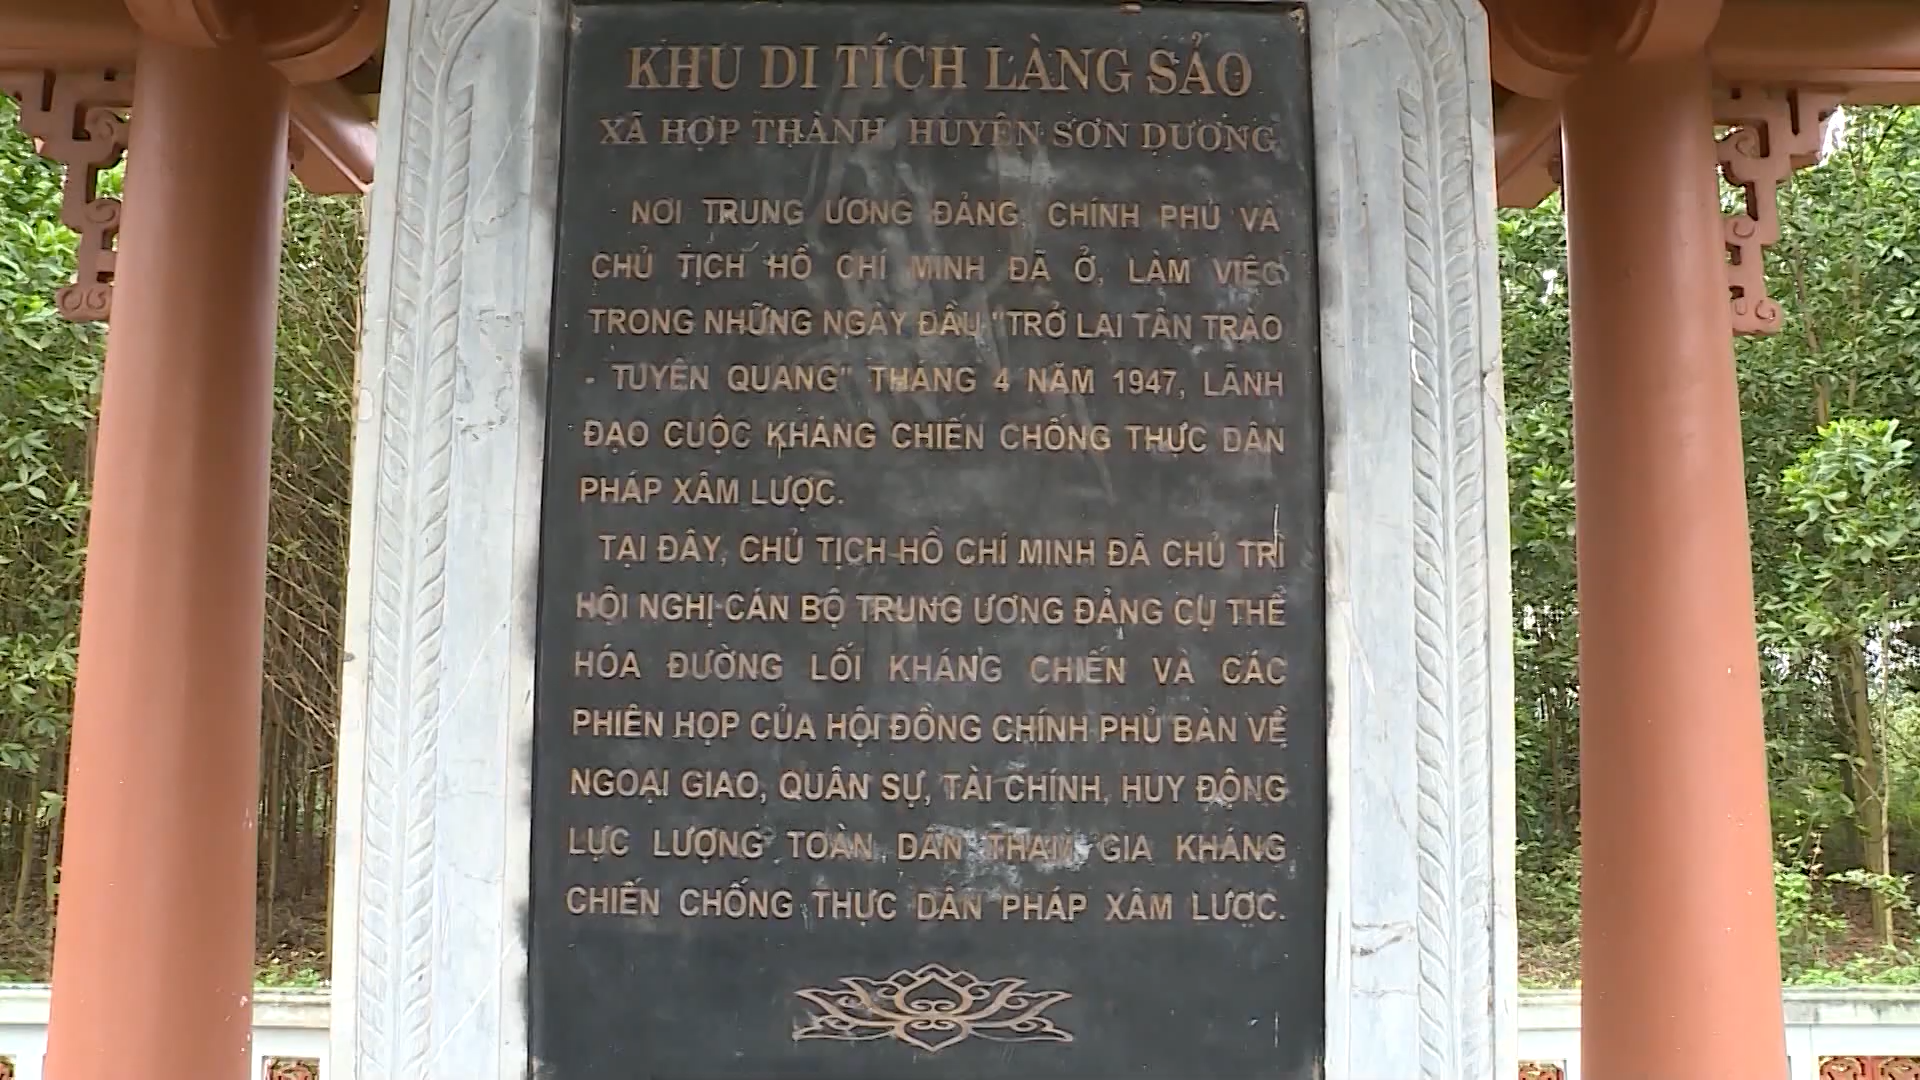 KHU DI TÍCH LÀNG SẢO
XÃ HỢP THÀNH, HUYỆN SƠN DƯƠNG
NƠI TRUNG ƯƠNG ĐẢNG, CHÍNH PHỦ VÀ
CHỦ TỊCH HỒ CHÍ MINH ĐÃ Ở, LÀM VIỆC
TRONG NHỮNG NGÀY ĐẦU "TRỞ LẠI TÂN TRÀO
- TUYÊN QUANG" THÁNG 4 NĂM 1947, LÃNH
ĐẠO CUỘC KHÁNG CHIẾN CHỐNG THỰC DÂN
PHÁP XÂM LƯỢC.
TẠI ĐÂY, CHỦ TỊCH HỒ CHÍ MINH ĐÃ CHỦ TRÌ
HỘI NGHỊ CÁN BỘ TRUNG ƯƠNG ĐẢNG CỤ THỂ
HÓA ĐƯỜNG LỐI KHÁNG CHIẾN VÀ CÁC
PHIÊN HỌP CỦA HỘI ĐỒNG CHÍNH PHỦ BÀN VỀ
NGOẠI GIAO, QUÂN SỰ, TÀI CHÍNH, HUY ĐỘNG
LỰC LƯỢNG TOÀN DÂN THAM GIA KHÁNG
CHIẾN CHỐNG THỰC DÂN PHÁP XÂM LƯỢC.